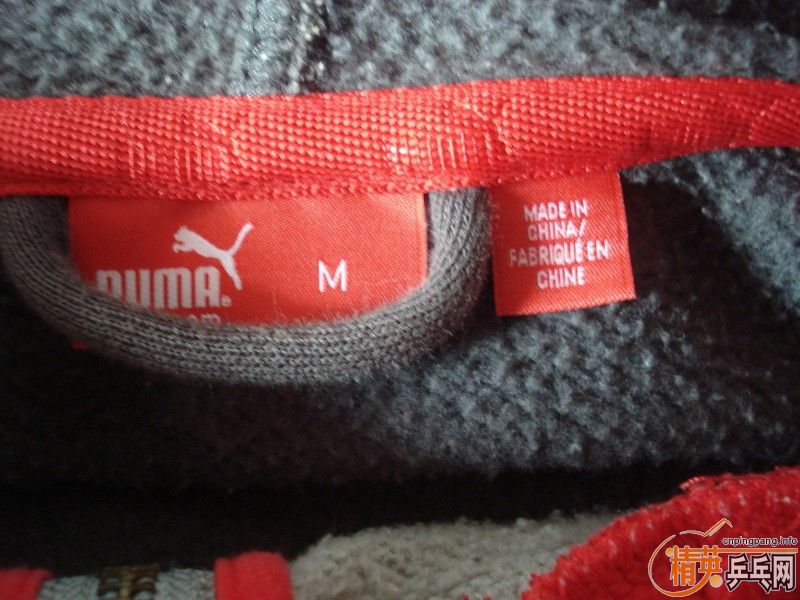 PUMA
M
MADE IN
CHINA/
FABRIQUÉ EN
CHINE
cnpingpang.info
精英乒乓网